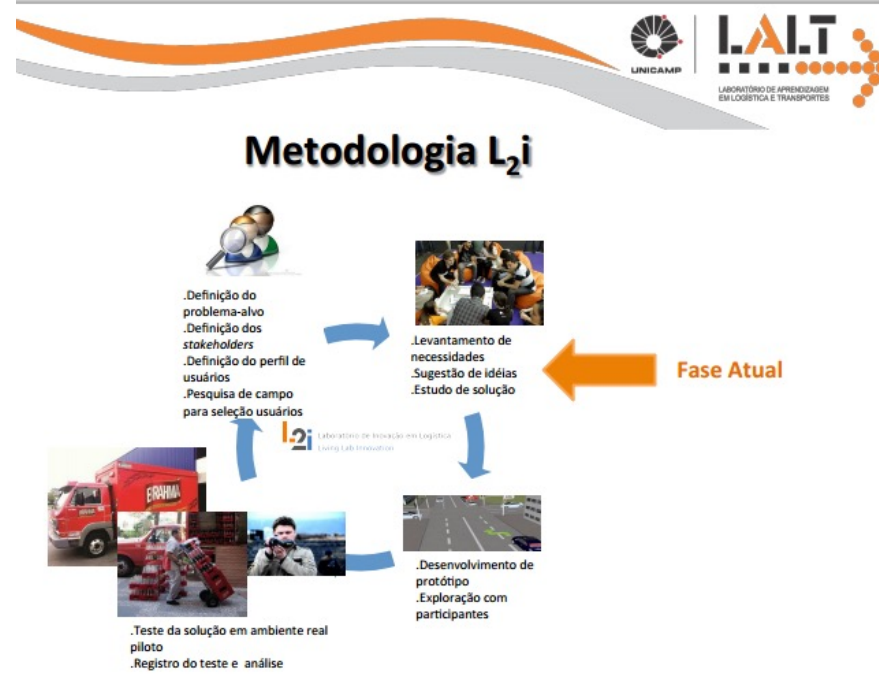 UNICAMP
LALT
LABORATÓRIO DE APRENDIZAGEM
EM LOGÍSTICA E TRANSPORTES
Metodologia L₂i
.Definição do
problema-alvo
.Definição dos
stakeholders
.Definição do perfil de
usuários
.Pesquisa de campo
para seleção usuários
.Levantamento de
necessidades
.Sugestão de idéias
.Estudo de solução
Fase Atual
L2i
Laboratório de Inovação em Logística
Living Lab Innovation
BRAHMA
.Desenvolvimento de
protótipo
.Exploração com
participantes
.Teste da solução em ambiente real
piloto
.Registro do teste e análise